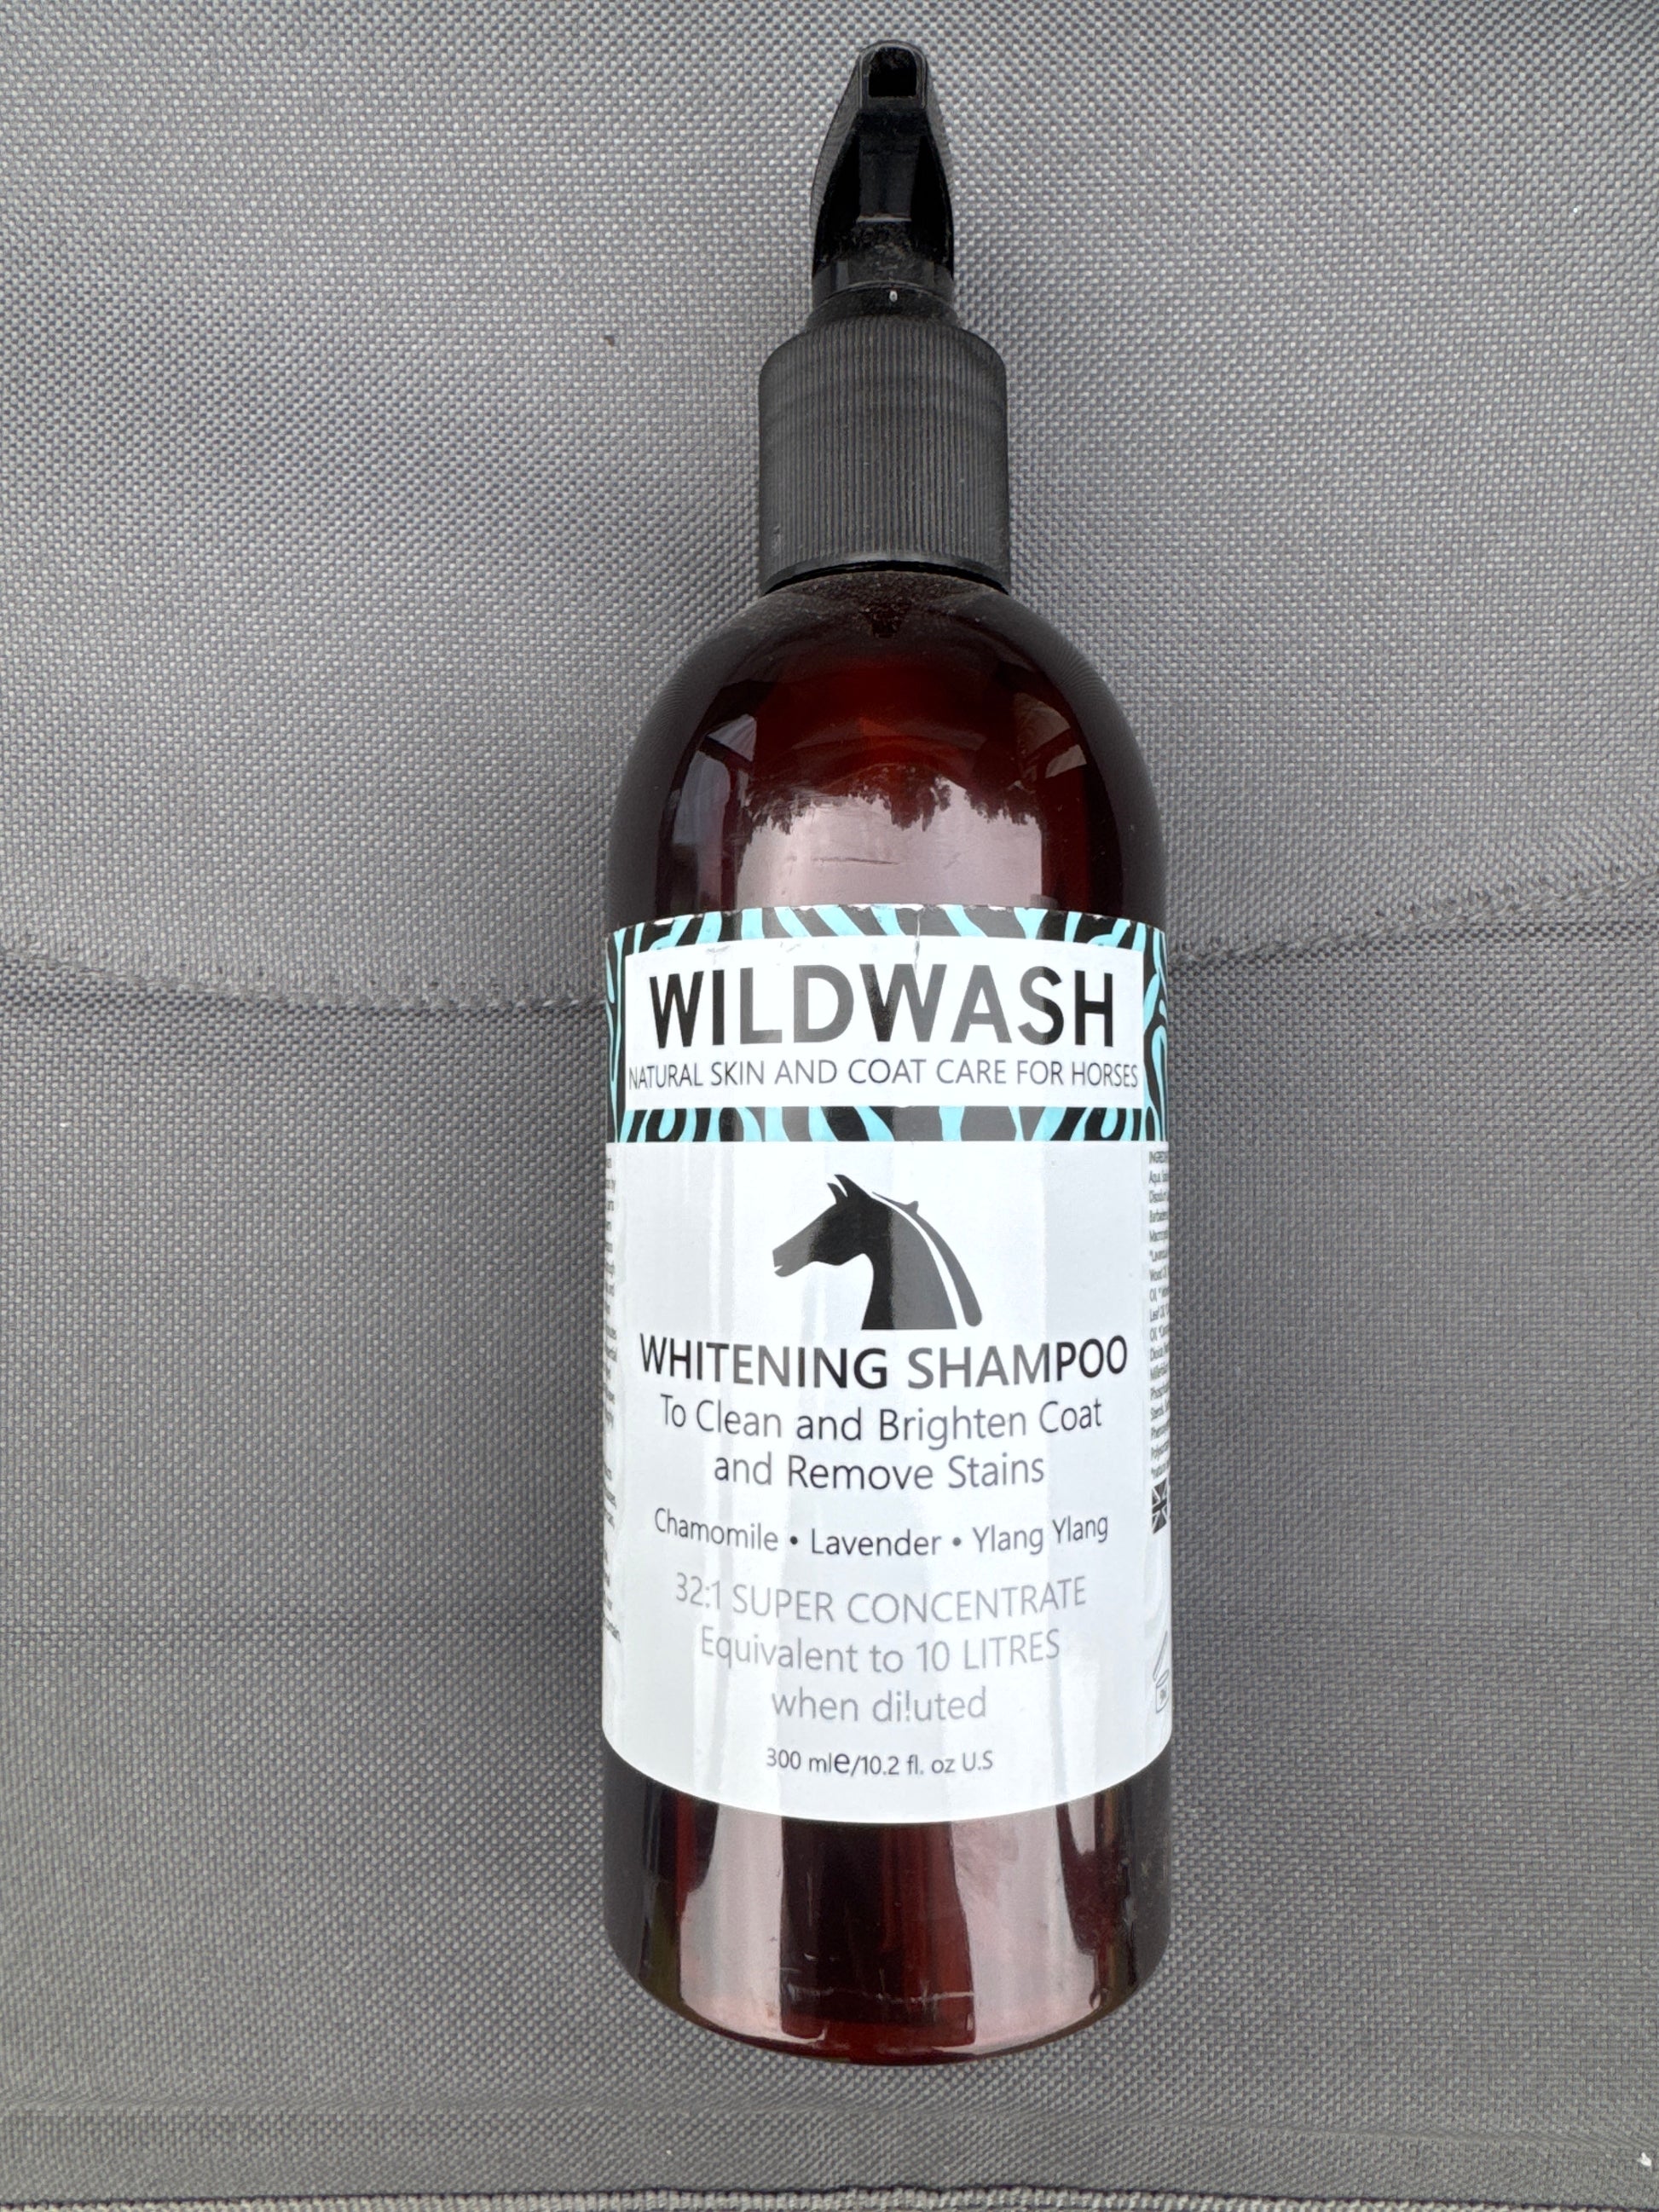 WILDWASH
NATURAL SKIN AND COAT CARE FOR HORSES
WHITENING SHAMPOO
To Clean and Brighten Coat
and Remove Stains
Chamomile • Lavender • Ylang Ylang
32:1 SUPER CONCENTRATE
Equivalent to 10 LITRES
when diluted
300 mle/10.2 fl. oz U.S